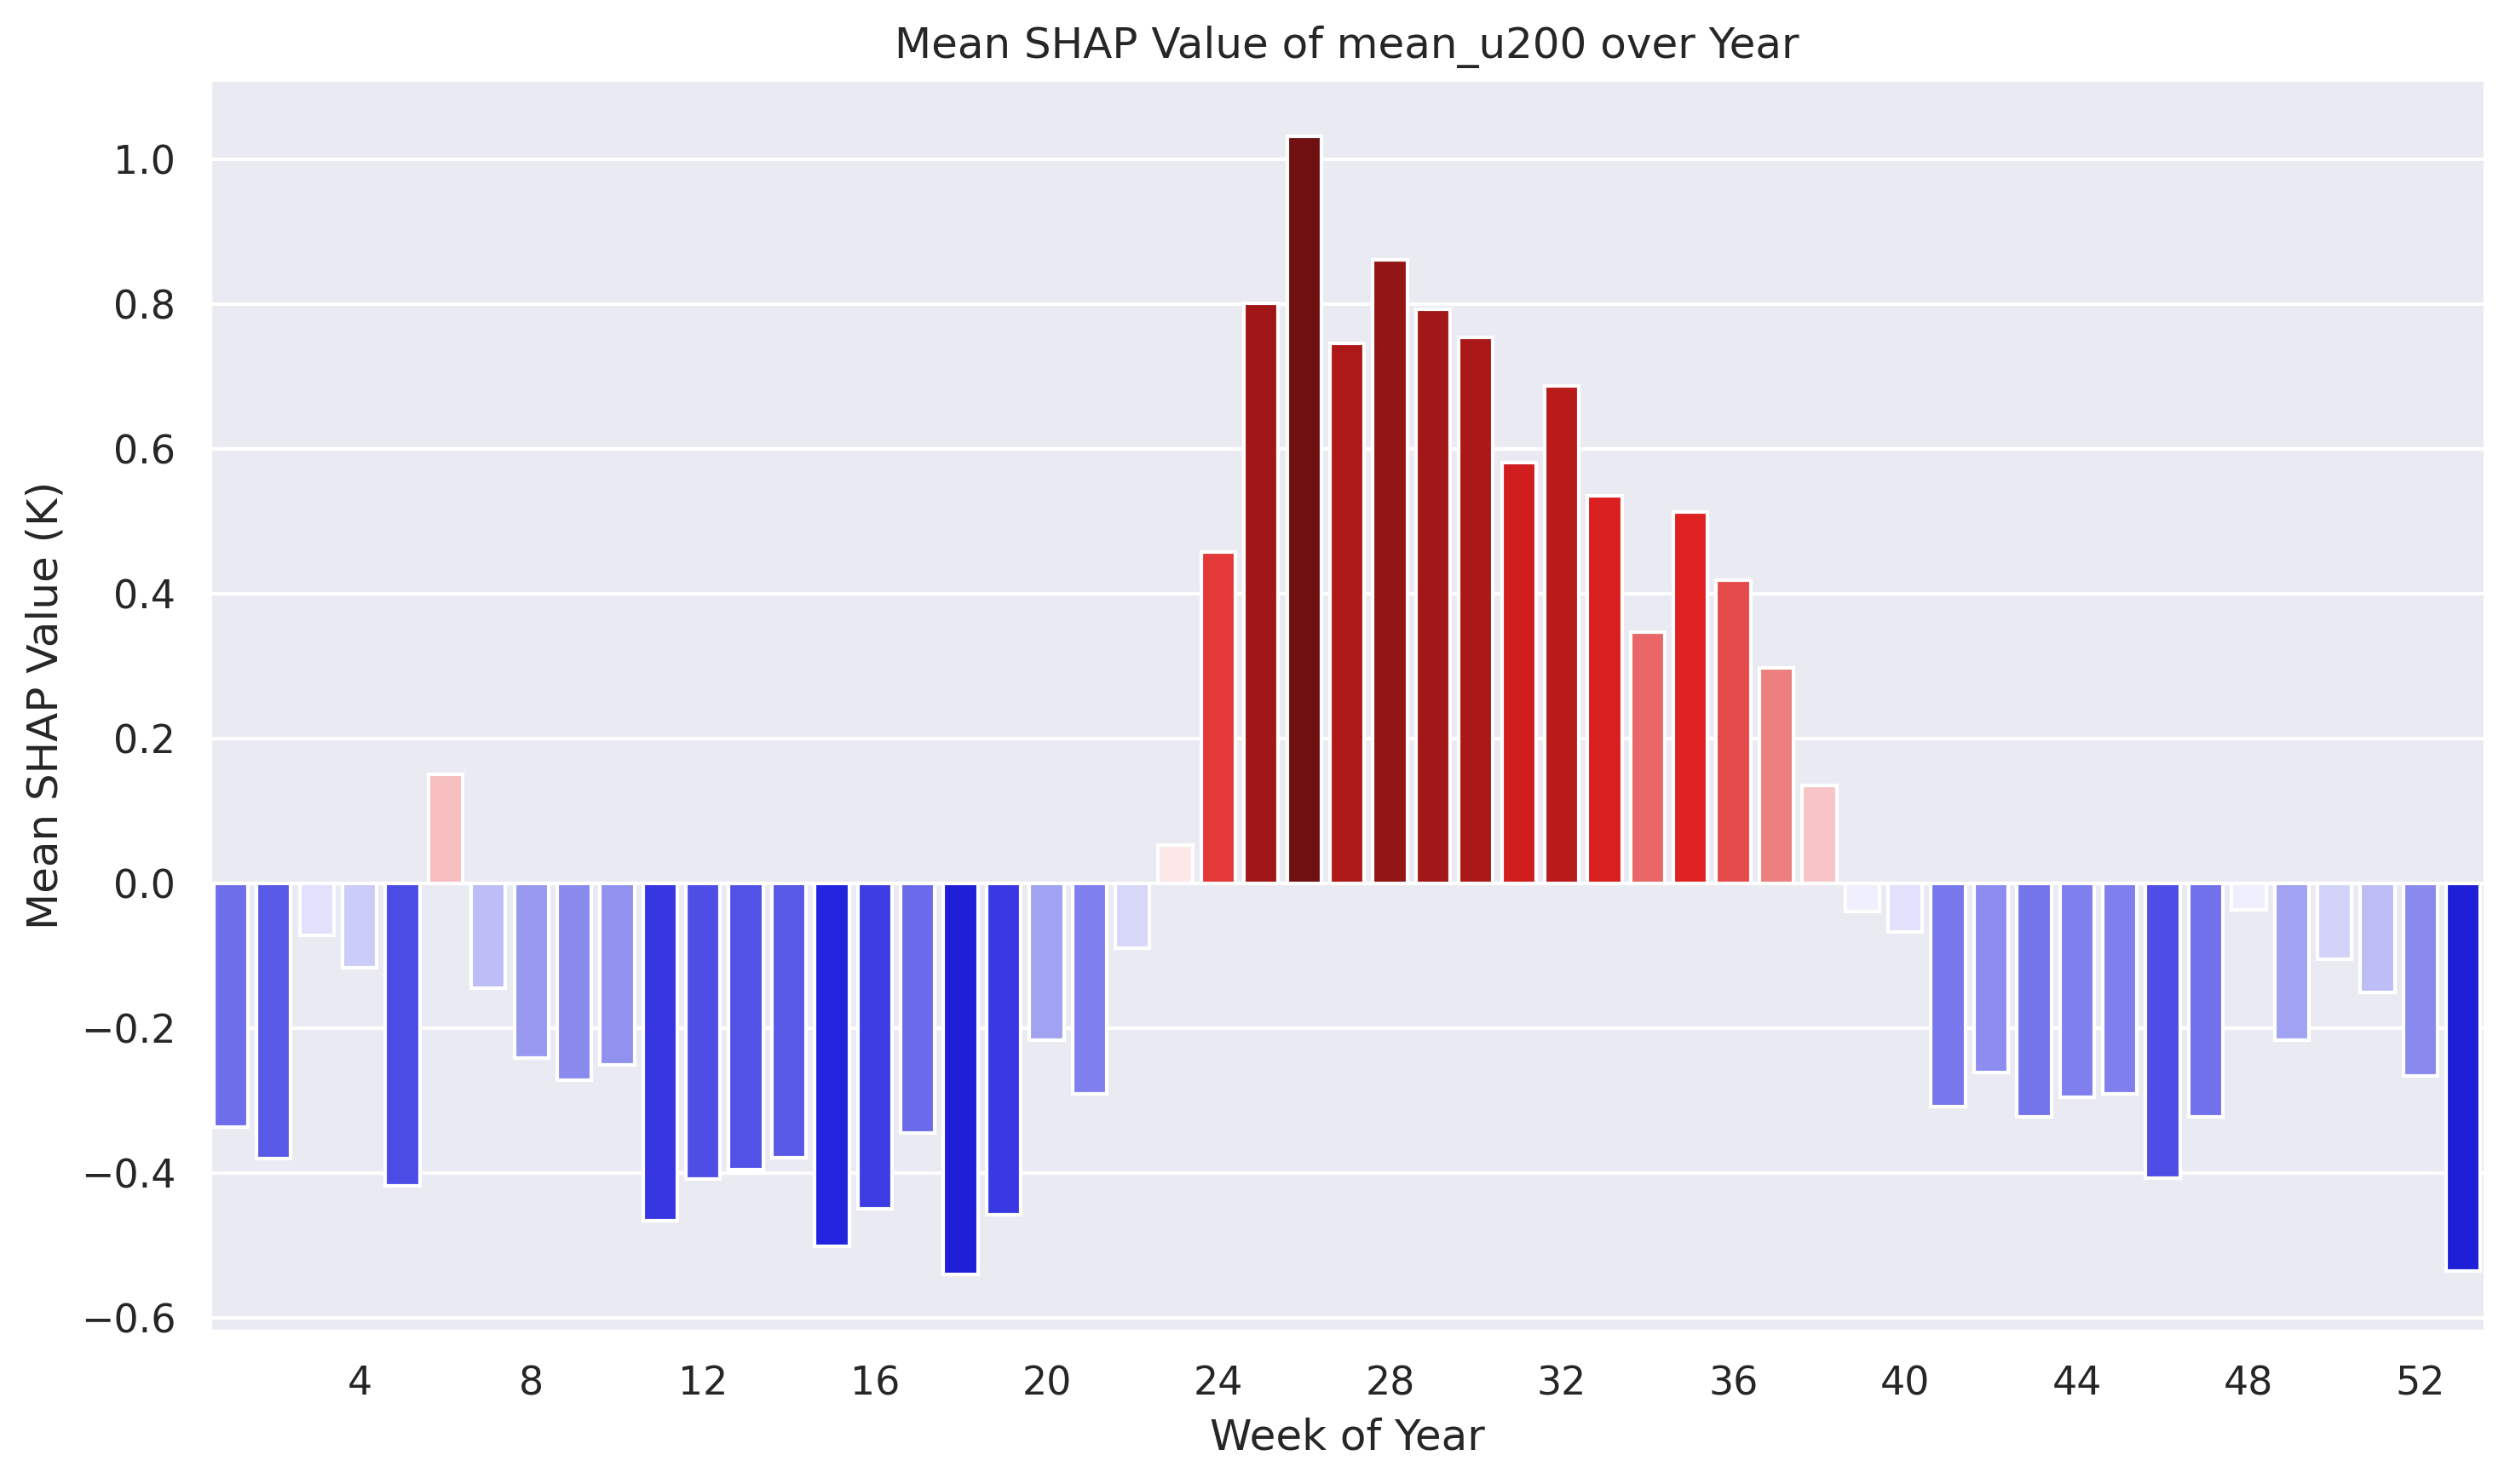 Mean SHAP Value of mean_u200 over Year
Mean SHAP Value (K)
1.0
0.8
0.6
0.4
0.2
0.0
−0.2
−0.4
−0.6
4 8 12 16 20 24 28 32 36 40 44 48 52
Week of Year